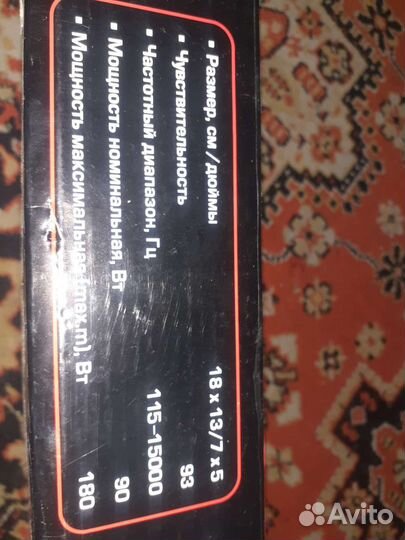 ▪ Размер, см /дюймы 18 x 13/7 x 5
▪ Чувствительность 93
▪ Частотный диапазон, Гц 115–15000
▪ Мощность номинальная, Вт 90
▪ Мощность максимальная (max.m), Вт 180
Avito